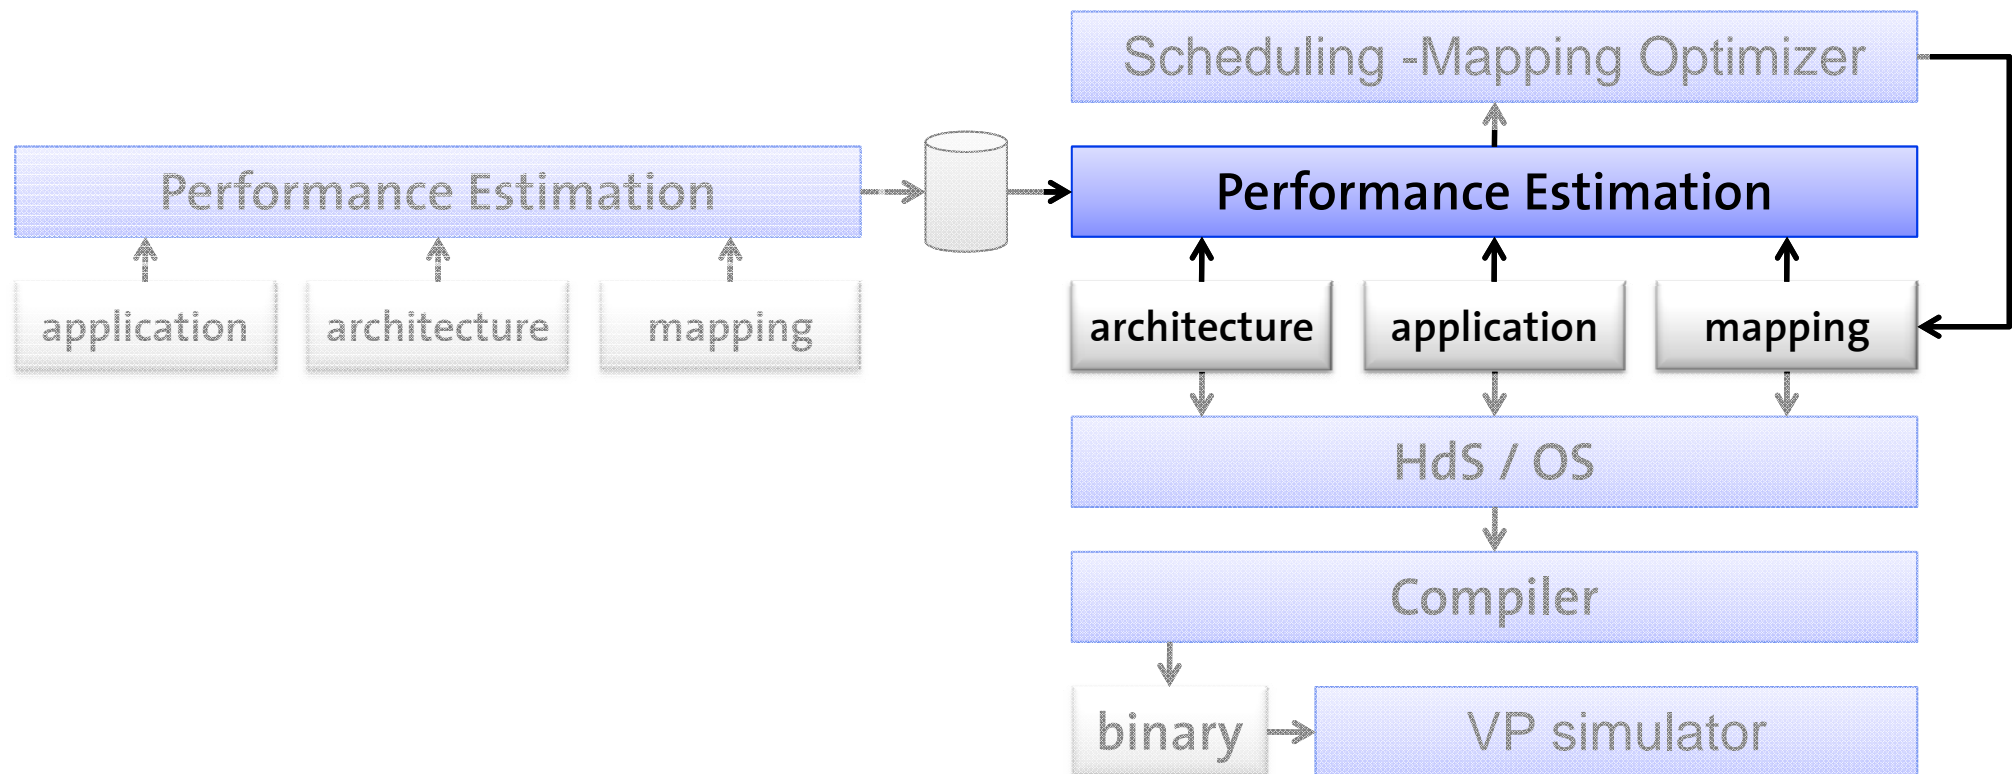 Scheduling -Mapping Optimizer
Performance Estimation
Performance Estimation
application
architecture
mapping
architecture
application
mapping
HdS / OS
Compiler
binary
VP simulator